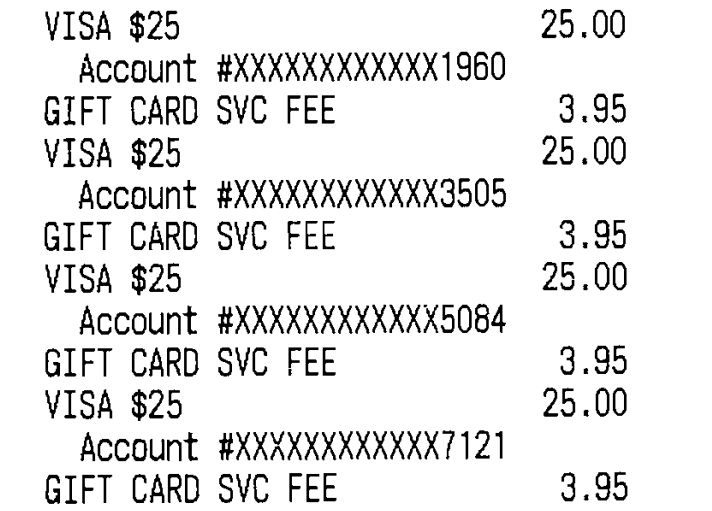 VISA $25 25.00
Account #XXXXXXXXXXXX1960
GIFT CARD SVC FEE 3.95
VISA $25 25.00
Account #XXXXXXXXXXXX3505
GIFT CARD SVC FEE 3.95
VISA $25 25.00
Account #XXXXXXXXXXXX5084
GIFT CARD SVC FEE 3.95
VISA $25 25.00
Account #XXXXXXXXXXXX7121
GIFT CARD SVC FEE 3.95